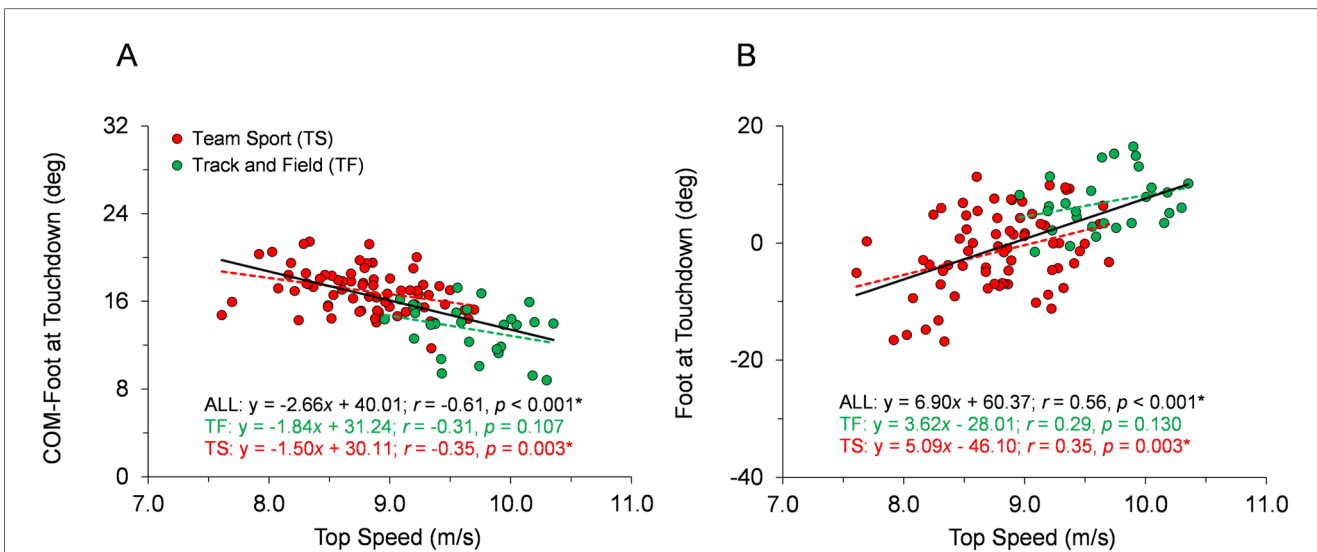 A
COM-Foot at Touchdown (deg)
32
24
16
8
0
Team Sport (TS)
Track and Field (TF)
ALL: y = -2.66x + 40.01; r = -0.61, p < 0.001*
TF: y = -1.84x + 31.24; r = -0.31, p = 0.107
TS: y = -1.50x + 30.11; r = -0.35, p = 0.003*
7.0 8.0 9.0 10.0 11.0
Top Speed (m/s)
B
Foot at Touchdown (deg)
20
0
-20
-40
ALL: y = 6.90x + 60.37; r = 0.56, p < 0.001*
TF: y = 3.62x - 28.01; r = 0.29, p = 0.130
TS: y = 5.09x - 46.10; r = 0.35, p = 0.003*
7.0 8.0 9.0 10.0 11.0
Top Speed (m/s)